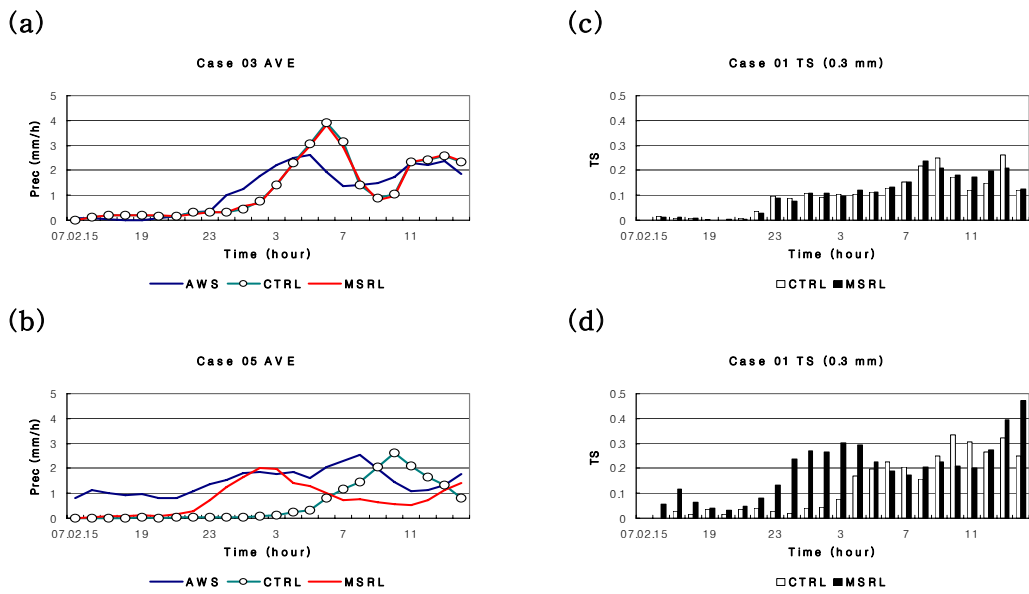 (a)
Case 03 AVE
Prec (mm/h)
5
4
3
2
1
0
07.02.15 19 23 3 7 11
Time (hour)
AWS CTRL MSRL
(b)
Case 05 AVE
Prec (mm/h)
5
4
3
2
1
0
07.02.15 19 23 3 7 11
Time (hour)
AWS CTRL MSRL
(c)
Case 01 TS (0.3 mm)
TS
0.5
0.4
0.3
0.2
0.1
0
07.02.15 19 23 3 7 11
Time (hour)
CTRL MSRL
(d)
Case 01 TS (0.3 mm)
TS
0.5
0.4
0.3
0.2
0.1
0
07.02.15 19 23 3 7 11
Time (hour)
CTRL MSRL